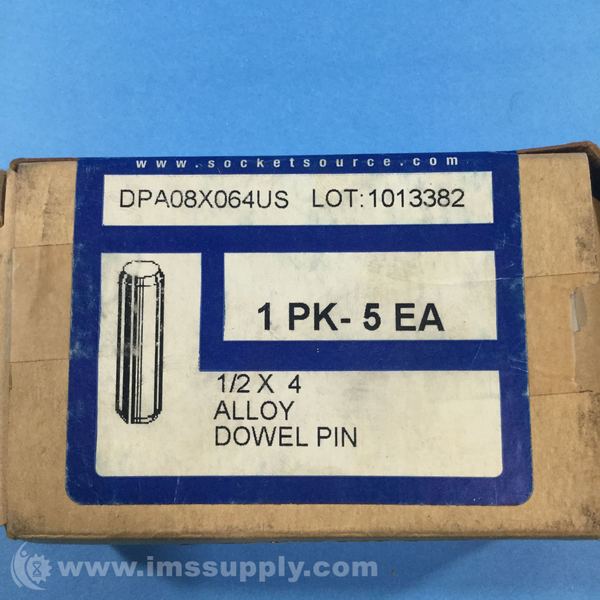 www.socketsource.com
DPA08X064US LOT:1013382
1 PK- 5 EA
1/2 X 4
ALLOY
DOWEL PIN
www.imssupply.com